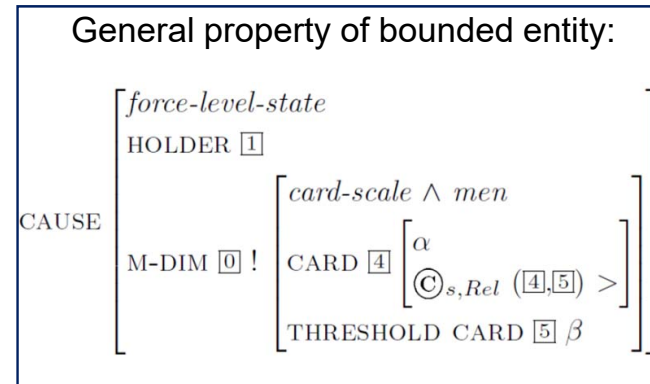 General property of bounded entity:
force-level-state
HOLDER 1
card-scale ∧ men
CAUSE
α
M-DIM 0 ! CARD 4
Ⓒs,Rel (4,5) >
THRESHOLD CARD 5 β